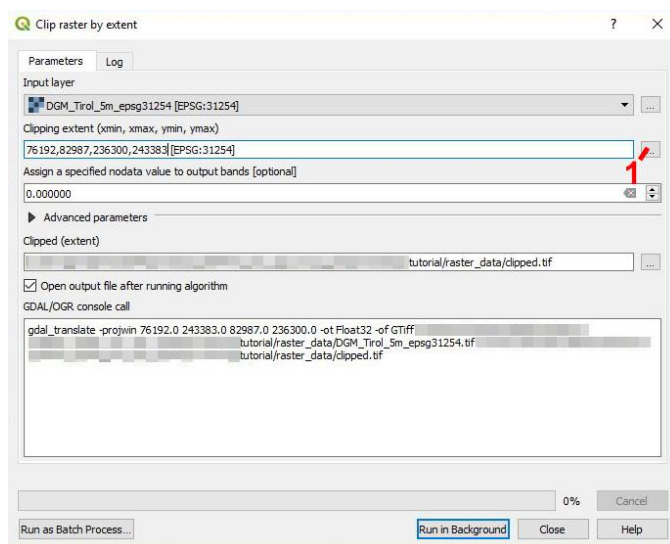 Clip raster by extent
Parameters
Log
Input layer
DGM_Tirol_5m_epsg31254 [EPSG:31254]
...
Clipping extent (xmin, xmax, ymin, ymax)
76192,82987,236300,243383 [EPSG:31254]
...
1
Assign a specified nodata value to output bands [optional]
0.000000
Advanced parameters
Clipped (extent)
tutorial/raster_data/clipped.tif
...
Open output file after running algorithm
GDAL/OGR console call
gdal_translate -projwin 76192.0 243383.0 82987.0 236300.0 -ot Float32 -of GTiff
tutorial/raster_data/DGM_Tirol_5m_epsg31254.tif
tutorial/raster_data/clipped.tif
0%
Cancel
Run as Batch Process...
Run in Background
Close
Help